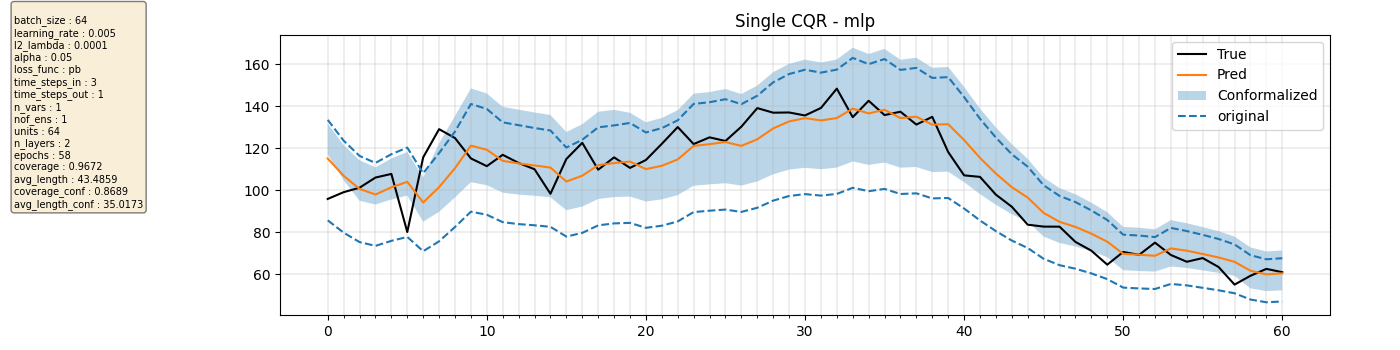 batch_size : 64
learning_rate : 0.005
l2_lambda : 0.0001
alpha : 0.05
loss_func : pb
time_steps_in : 3
time_steps_out : 1
n_vars : 1
nof_ens : 1
units : 64
n_layers : 2
epochs : 58
coverage : 0.9672
avg_length : 43.4859
coverage_conf : 0.8689
avg_length_conf : 35.0173
Single CQR - mlp
True
Pred
Conformalized
original
160
140
120
100
80
60
0 10 20 30 40 50 60